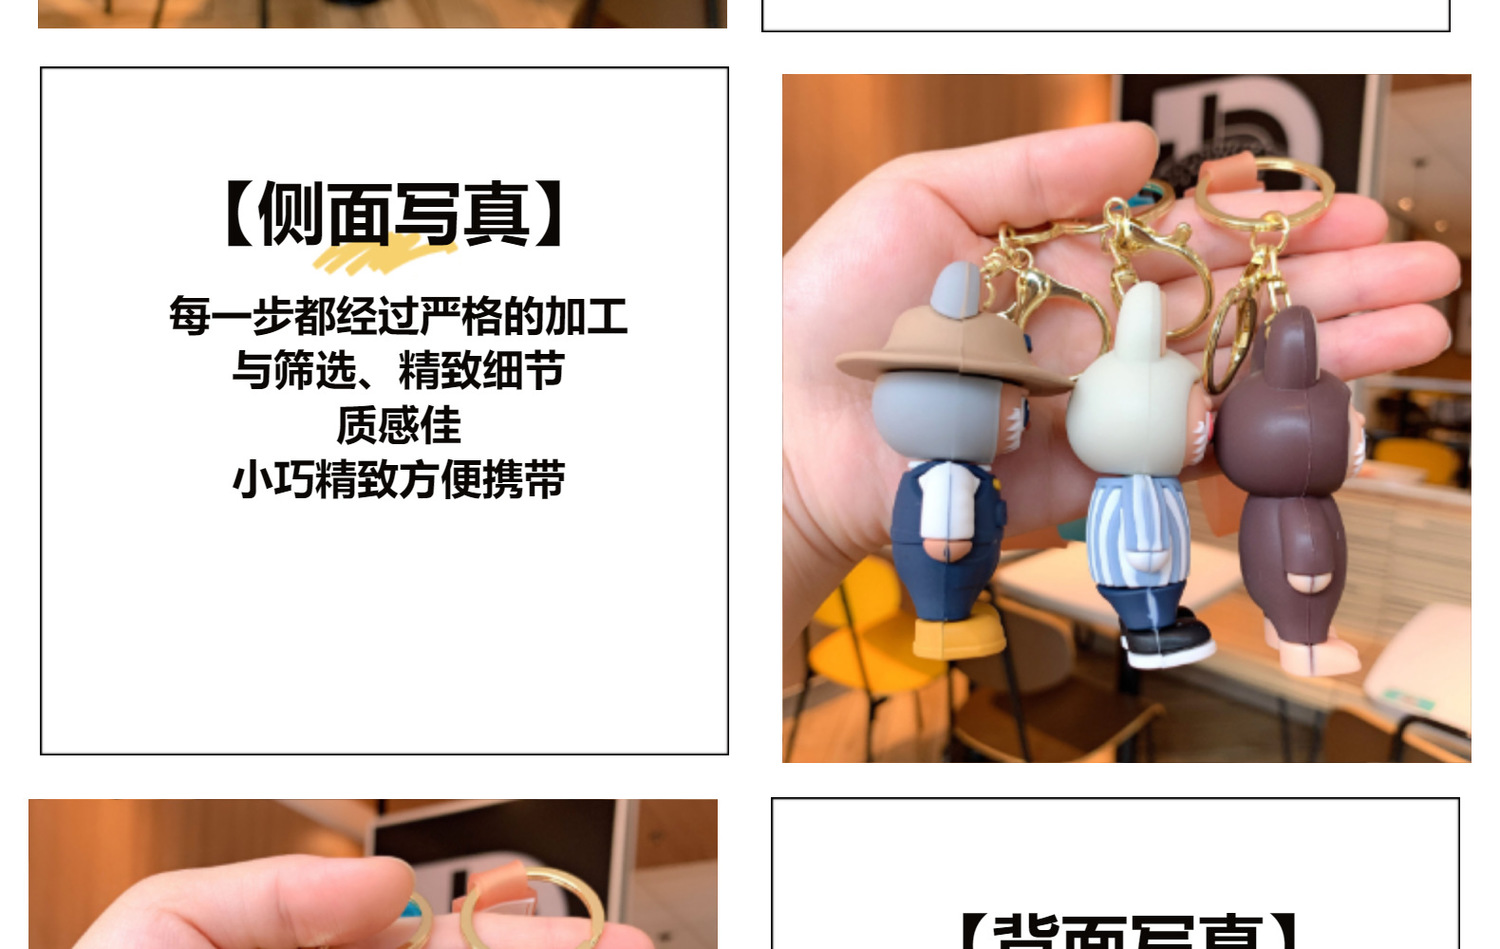 【侧面写真】
每一步都经过严格的加工
与筛选、精致细节
质感佳
小巧精致方便携带
【背面写真】